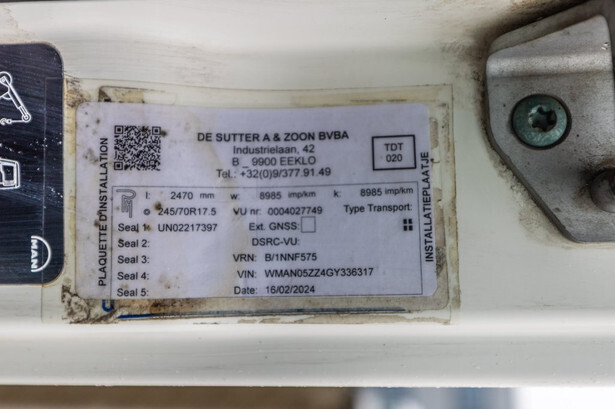 DE SUTTER A & ZOON BVBA
Industrielaan, 42
B _ 9900 EEKLO
Tel.: +32(0)9/377.91.49
TDT
020
PLAQUETTE D'INSTALLATION
INSTALLATIEPLAATJE
l: 2470 mm w: 8985 imp/km k: 8985 imp/km
245/70R17.5 VU nr: 0004027749 Type Transport:
Seal 1: UN02217397 Ext. GNSS:
Seal 2: DSRC-VU:
Seal 3: VRN: B/1NNF575
Seal 4: VIN: WMAN05ZZ4GY336317
Seal 5: Date: 16/02/2024
MAN